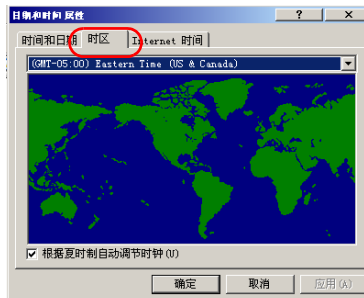 日期和时间 属性
时间和日期 时区 Internet 时间
(GMT-05:00) Eastern Time (US & Canada)
根据夏时制自动调节时钟(U)
确定 取消 应用(A)